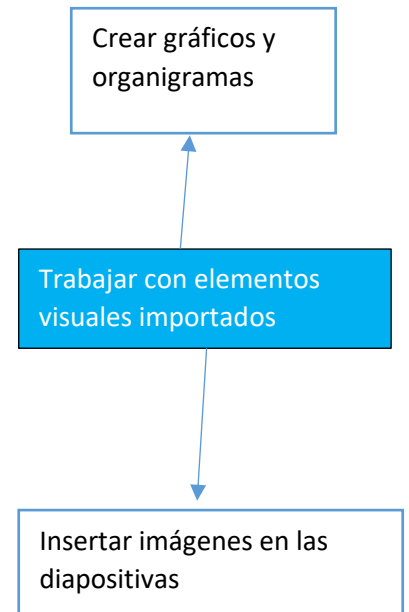 Crear gráficos y
organigramas
Trabajar con elementos
visuales importados
Insertar imágenes en las
diapositivas